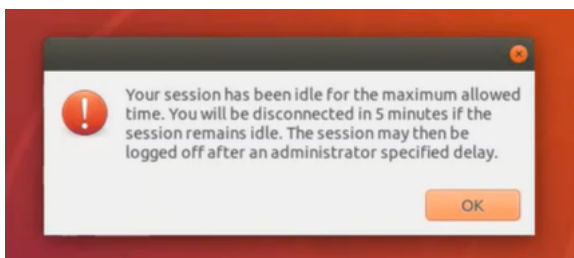 Your session has been idle for the maximum allowed
time. You will be disconnected in 5 minutes if the
session remains idle. The session may then be
logged off after an administrator specified delay.
OK